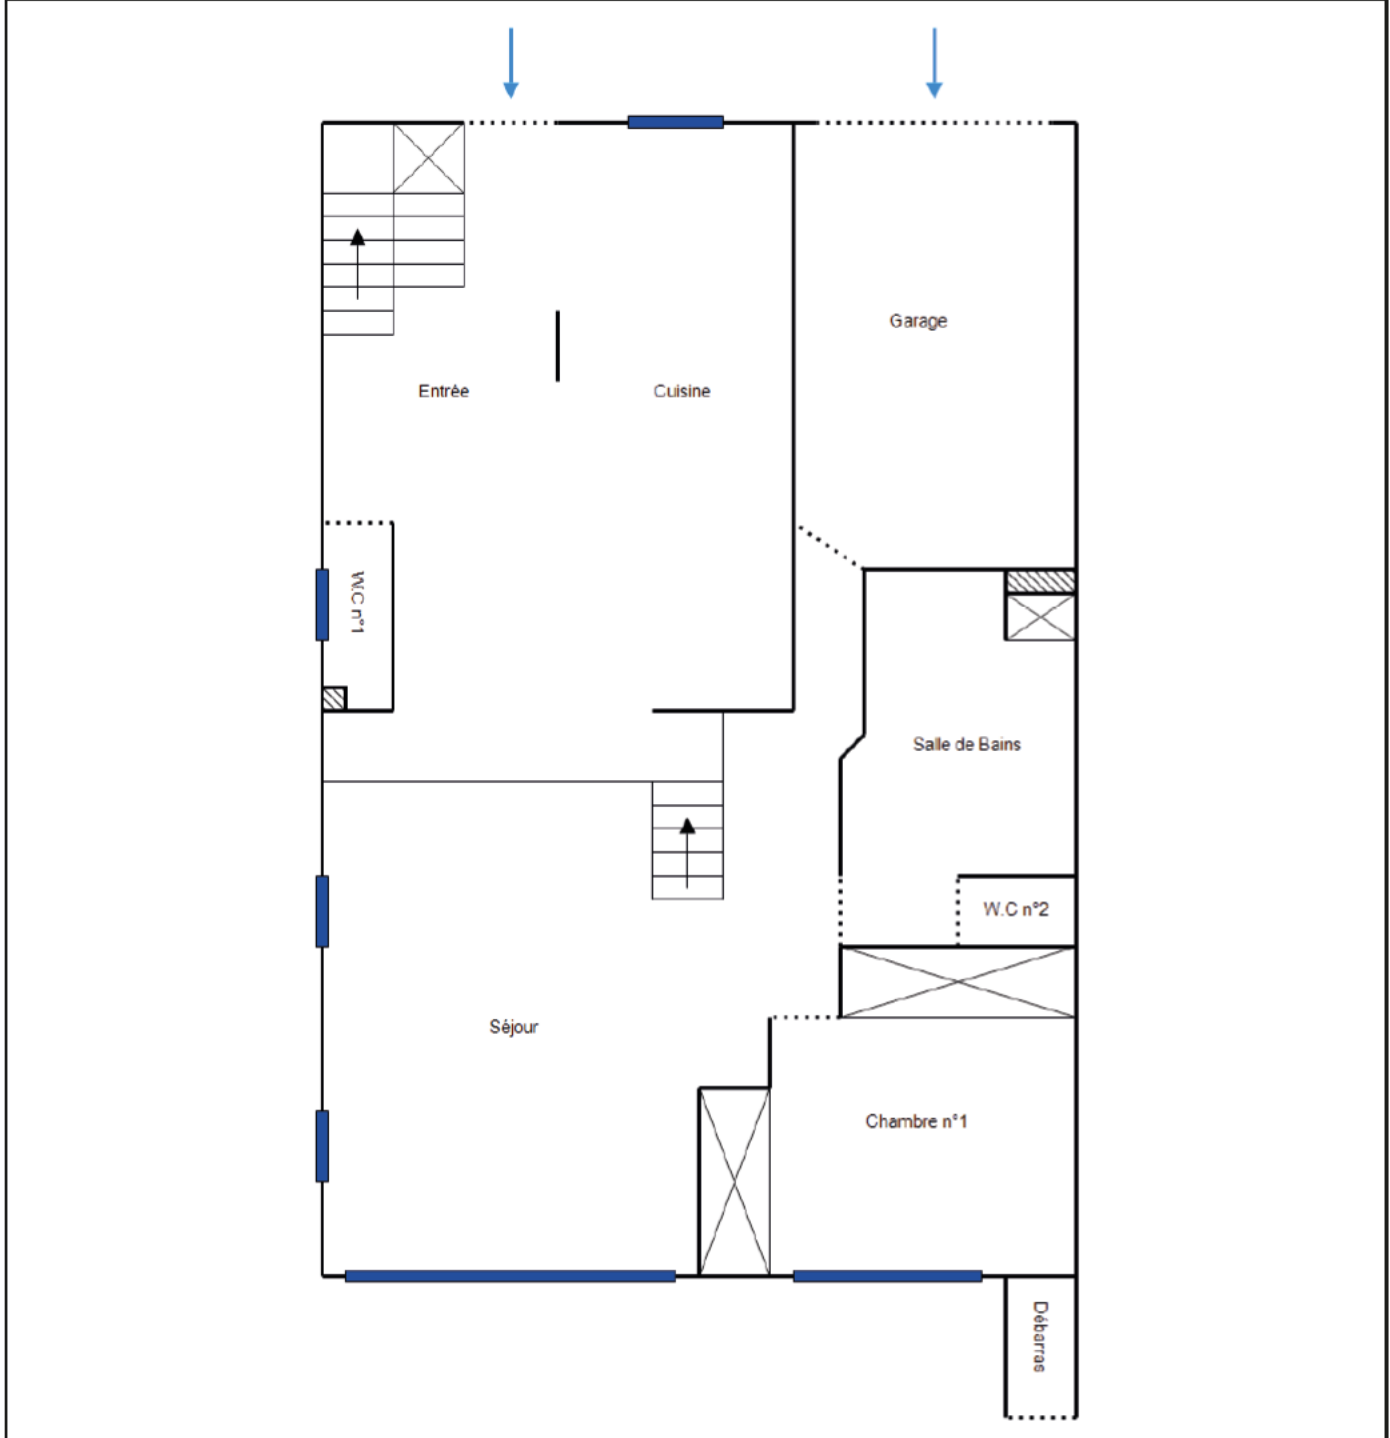 Garage
Entrée
Cuisine
W.C n°1
Salle de Bains
W.C n°2
Séjour
Chambre n°1
Débarras